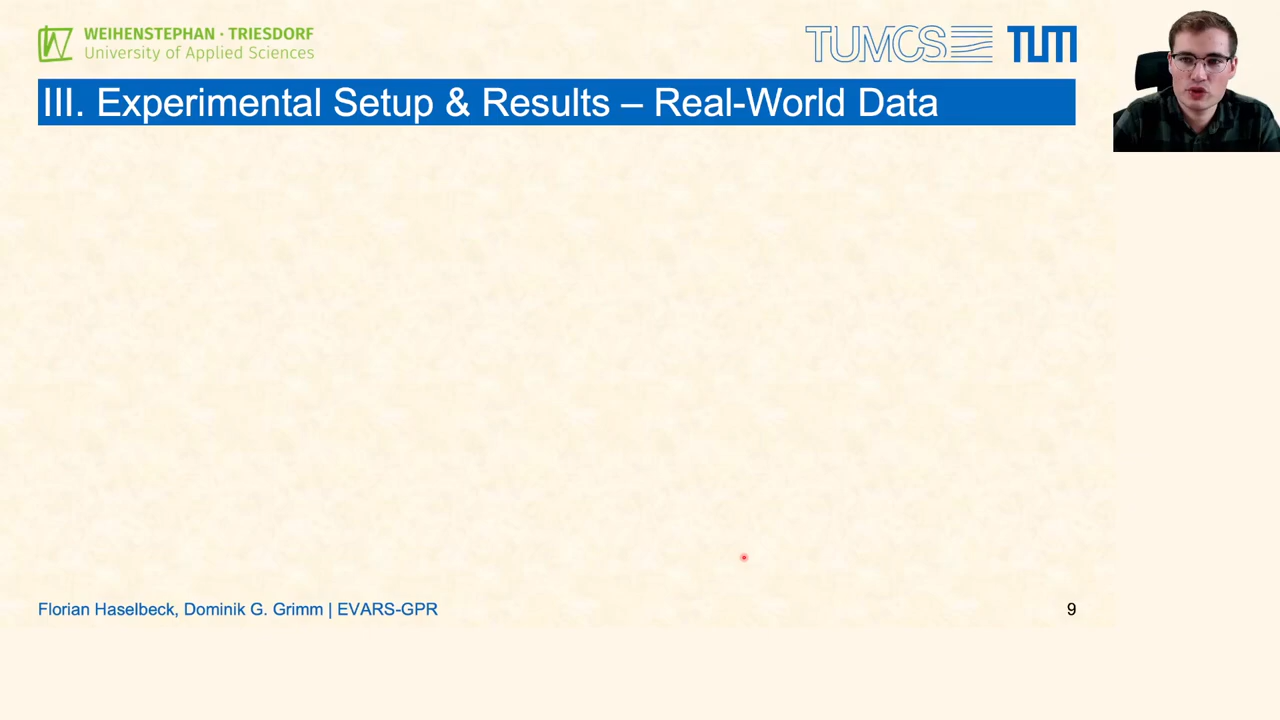 WEIHENSTEPHAN · TRIESDORF
University of Applied Sciences
TUMCS TUM
III. Experimental Setup & Results – Real-World Data
Florian Haselbeck, Dominik G. Grimm | EVARS-GPR
9